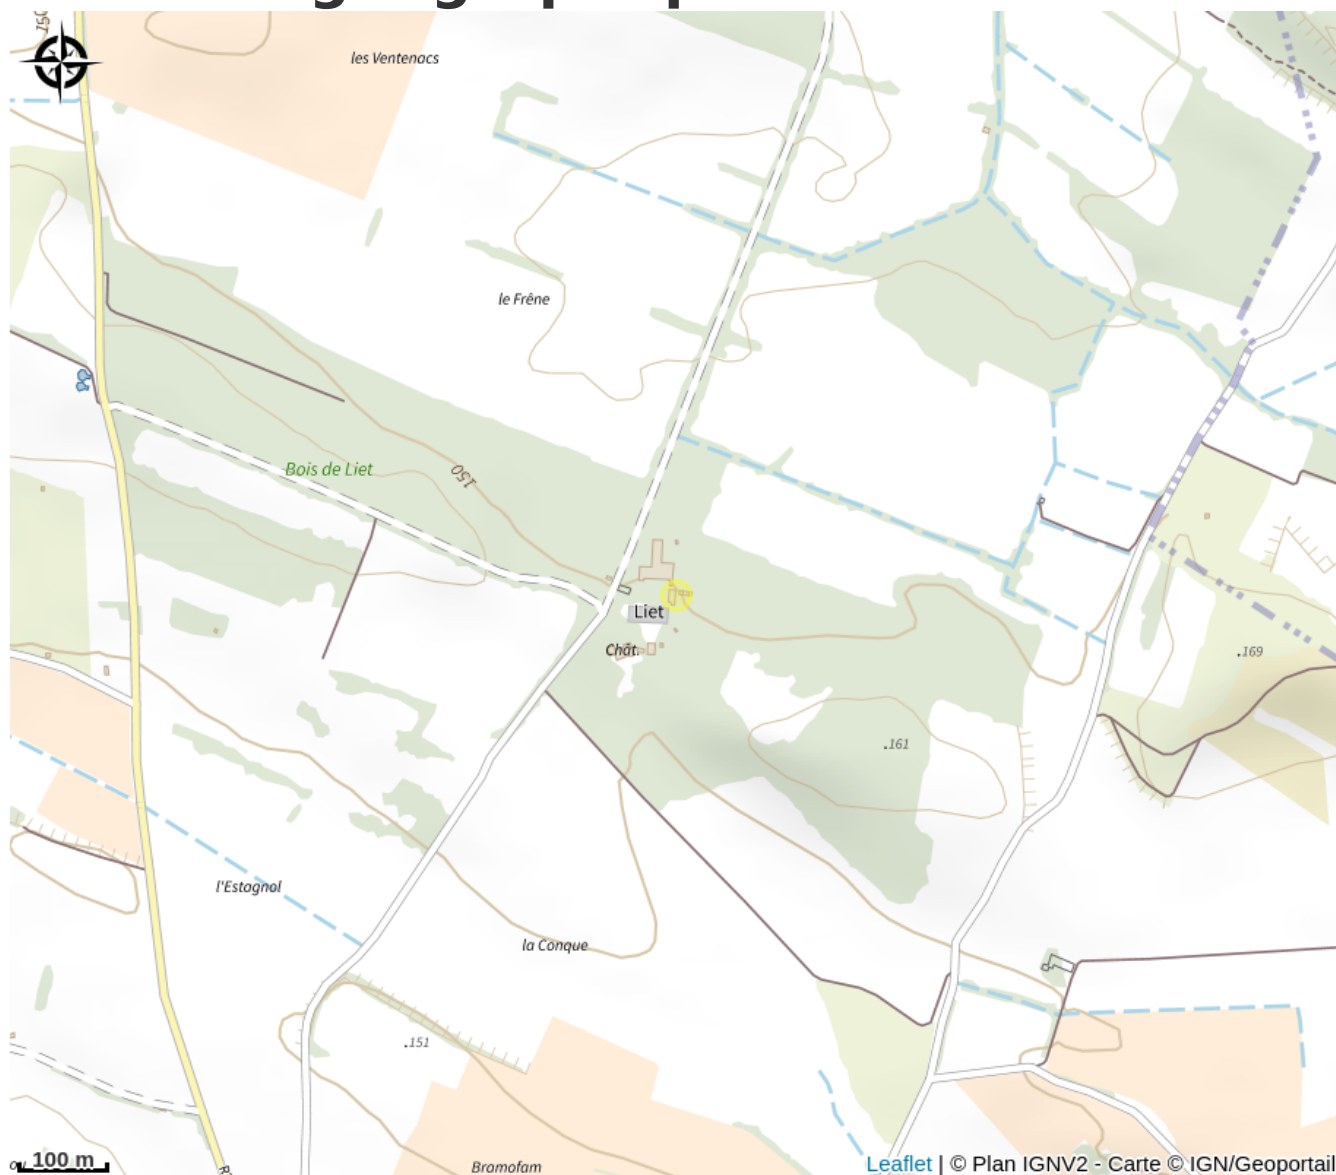 les Ventenacs
le Frêne
Bois de Liet
150
Liet
Chât.
.169
.161
l'Estagnol
la Conque
.151
Bramofam
100 m
Leaflet | © Plan IGNV2 - Carte © IGN/Geoportail